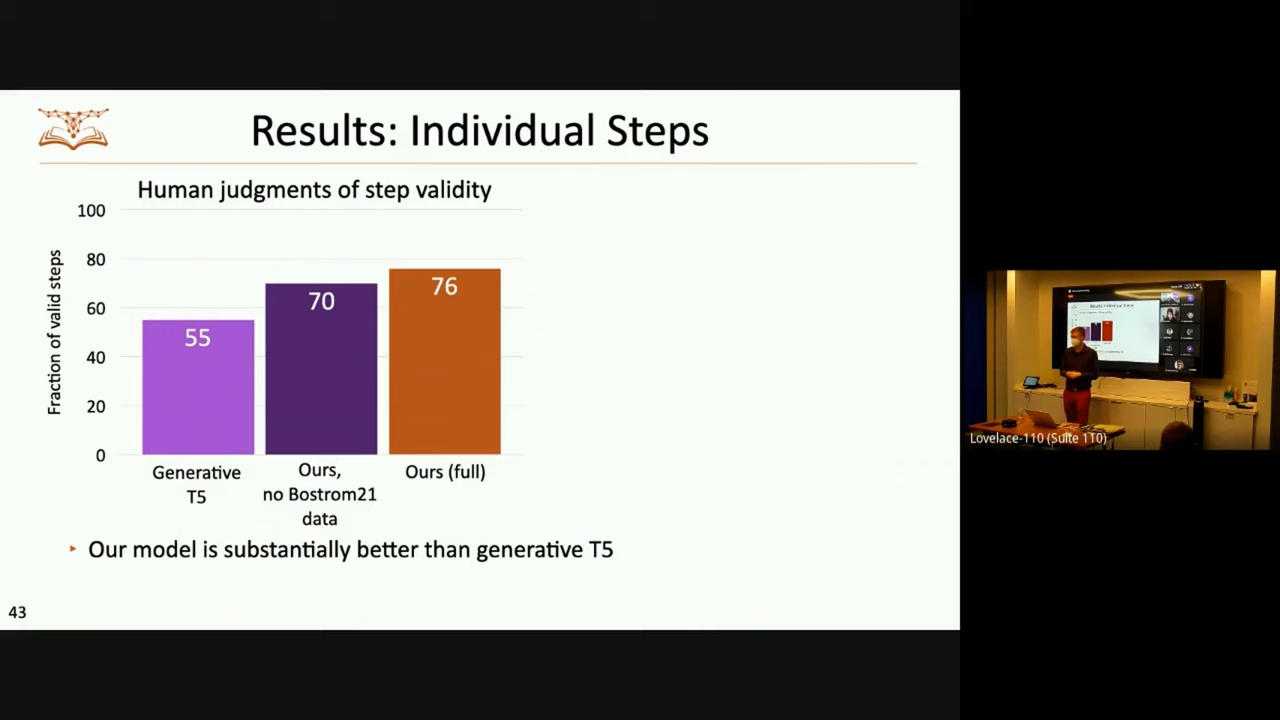 Results: Individual Steps
Human judgments of step validity
Fraction of valid steps
100
80
60
40
20
0
55
70
76
Generative
T5
Ours,
no Bostrom21
data
Ours (full)
‣ Our model is substantially better than generative T5
43
Lovelace-110 (Suite 110)